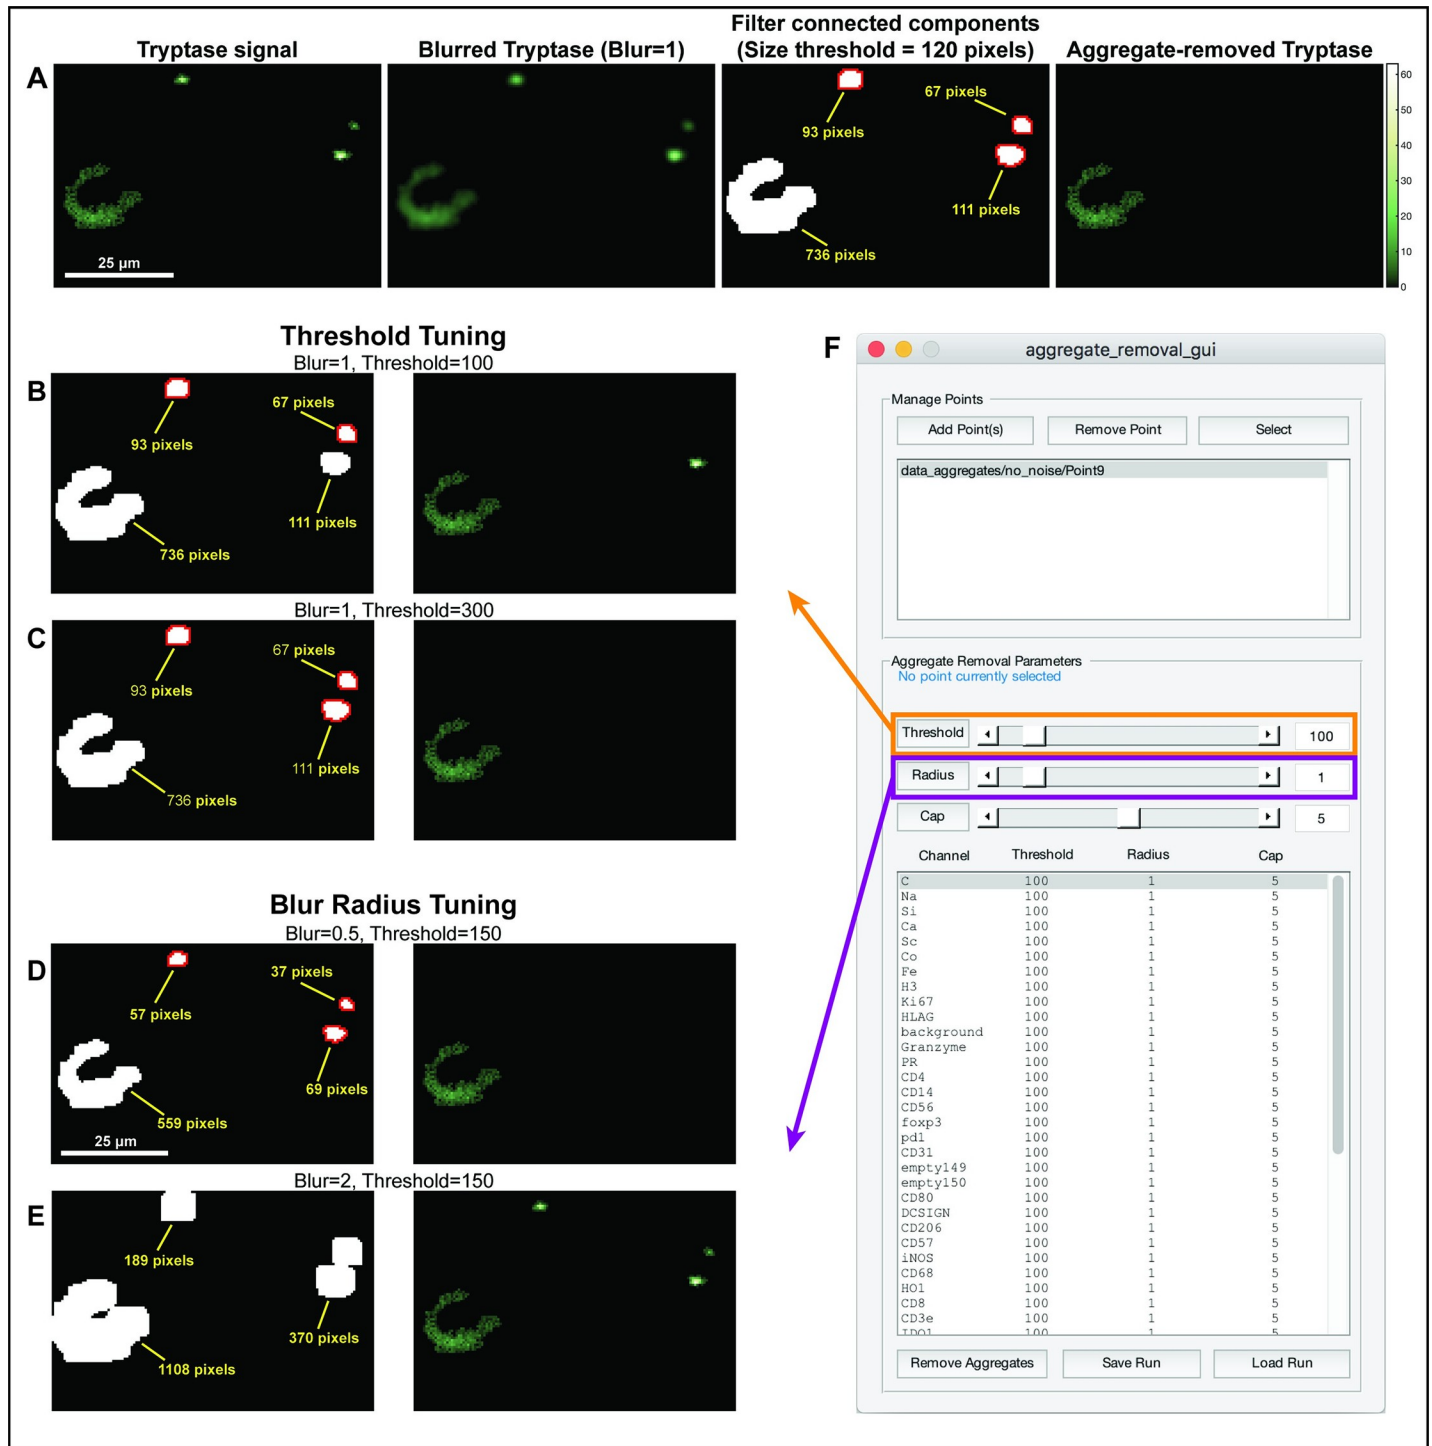 Filter connected components
Tryptase signal
Blurred Tryptase (Blur=1)
(Size threshold = 120 pixels)
Aggregate-removed Tryptase
A
25 µm
93 pixels
67 pixels
111 pixels
736 pixels
60
50
40
30
20
10
0
Threshold Tuning
Blur=1, Threshold=100
B
93 pixels
67 pixels
111 pixels
736 pixels
Blur=1, Threshold=300
C
93 pixels
67 pixels
111 pixels
736 pixels
Blur Radius Tuning
Blur=0.5, Threshold=150
D
57 pixels
37 pixels
69 pixels
559 pixels
25 µm
Blur=2, Threshold=150
E
189 pixels
370 pixels
1108 pixels
F
aggregate_removal_gui
Manage Points
Add Point(s) Remove Point Select
data_aggregates/no_noise/Point9
Aggregate Removal Parameters
No point currently selected
Threshold 100
Radius 1
Cap 5
Channel Threshold Radius Cap
C 100 1 5
Na 100 1 5
Si 100 1 5
Ca 100 1 5
Sc 100 1 5
Co 100 1 5
Fe 100 1 5
H3 100 1 5
Ki67 100 1 5
HLAG 100 1 5
background 100 1 5
Granzyme 100 1 5
PR 100 1 5
CD4 100 1 5
CD14 100 1 5
CD56 100 1 5
foxp3 100 1 5
pd1 100 1 5
CD31 100 1 5
empty149 100 1 5
empty150 100 1 5
CD80 100 1 5
DCSIGN 100 1 5
CD206 100 1 5
CD57 100 1 5
iNOS 100 1 5
CD68 100 1 5
HO1 100 1 5
CD8 100 1 5
CD3e 100 1 5
IDO1 100 1 5
Remove Aggregates Save Run Load Run